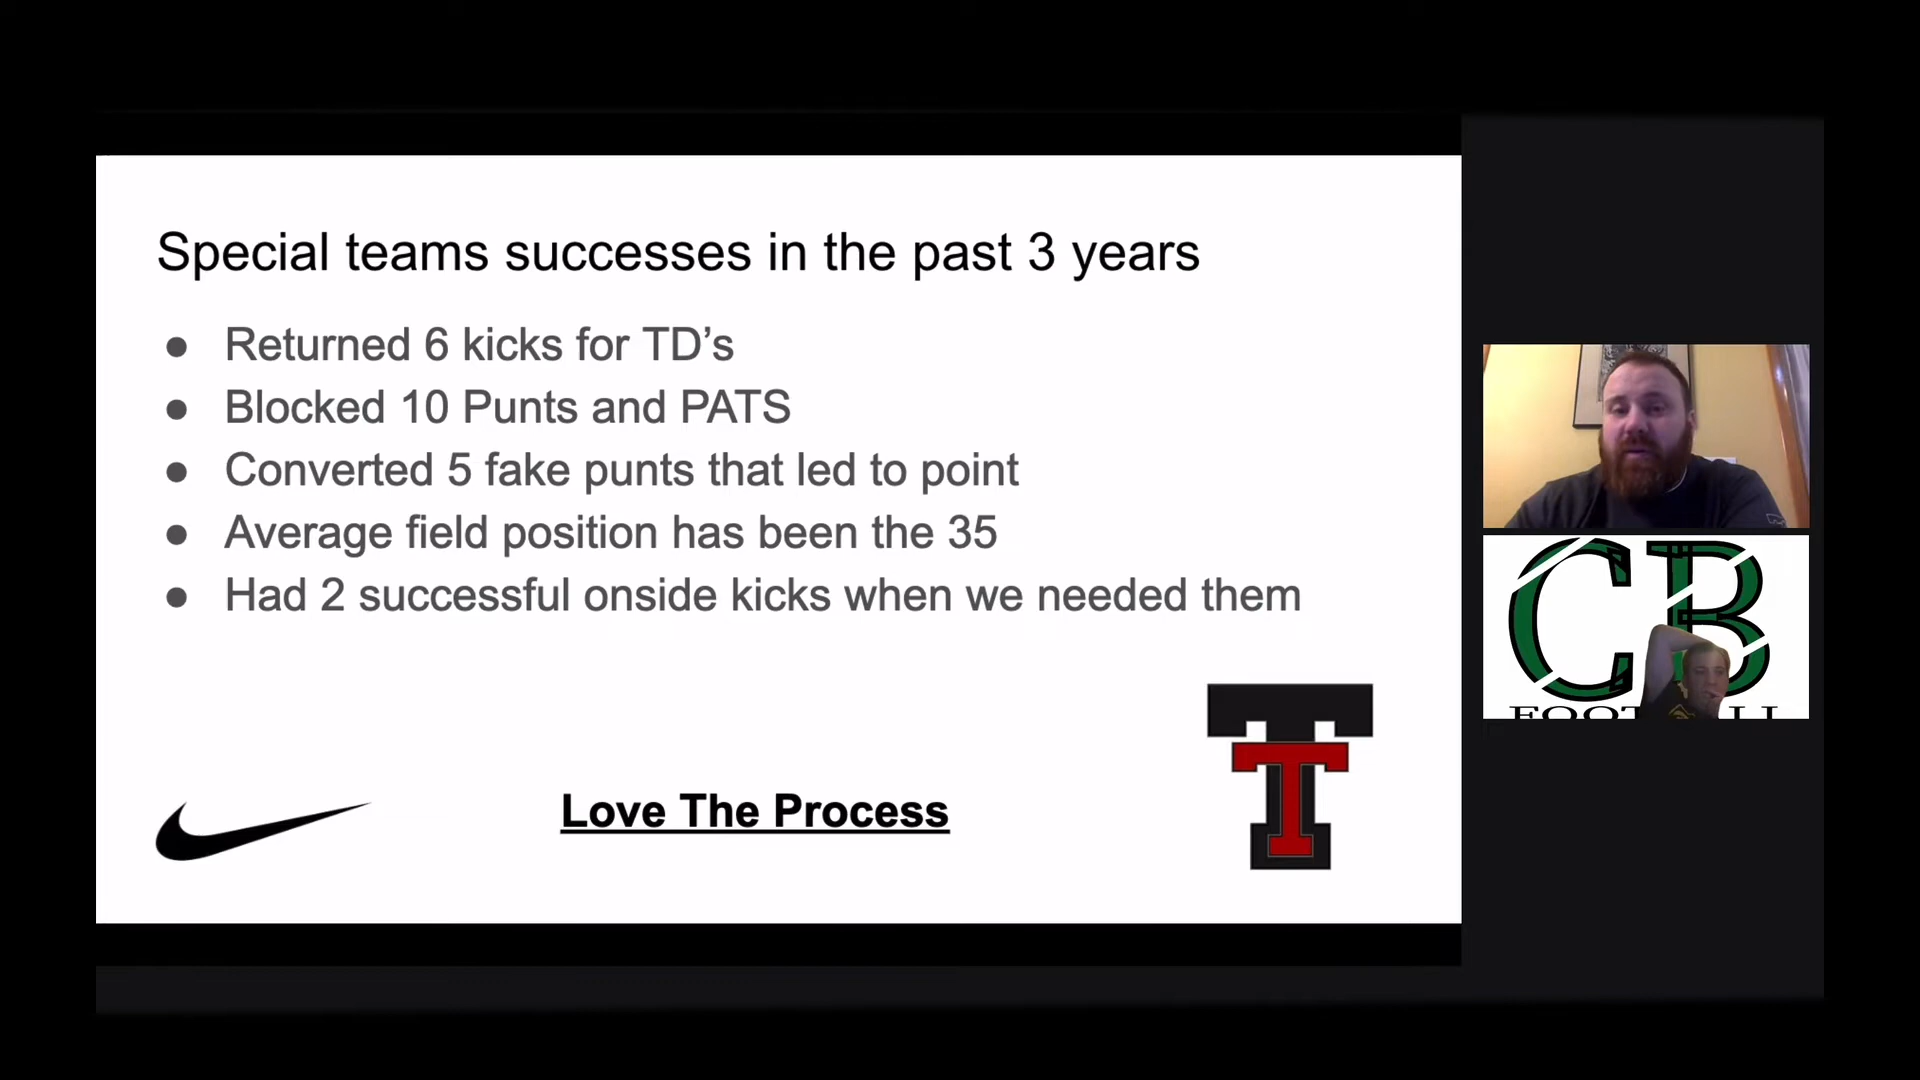 Special teams successes in the past 3 years
● Returned 6 kicks for TD’s
● Blocked 10 Punts and PATS
● Converted 5 fake punts that led to point
● Average field position has been the 35
● Had 2 successful onside kicks when we needed them
Love The Process
TT
CB